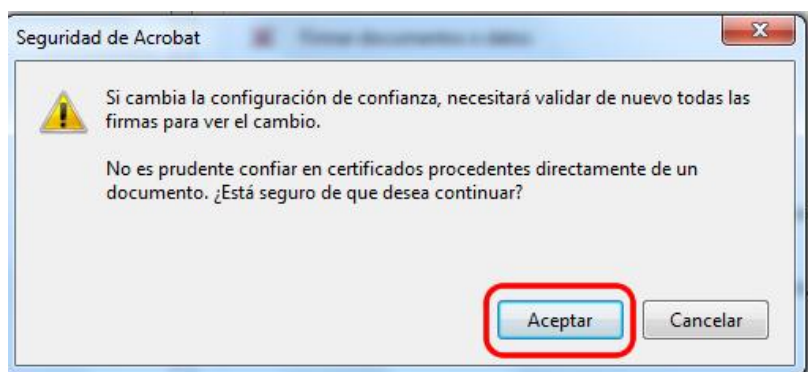 Seguridad de Acrobat
Si cambia la configuración de confianza, necesitará validar de nuevo todas las
firmas para ver el cambio.
No es prudente confiar en certificados procedentes directamente de un
documento. ¿Está seguro de que desea continuar?
Aceptar
Cancelar